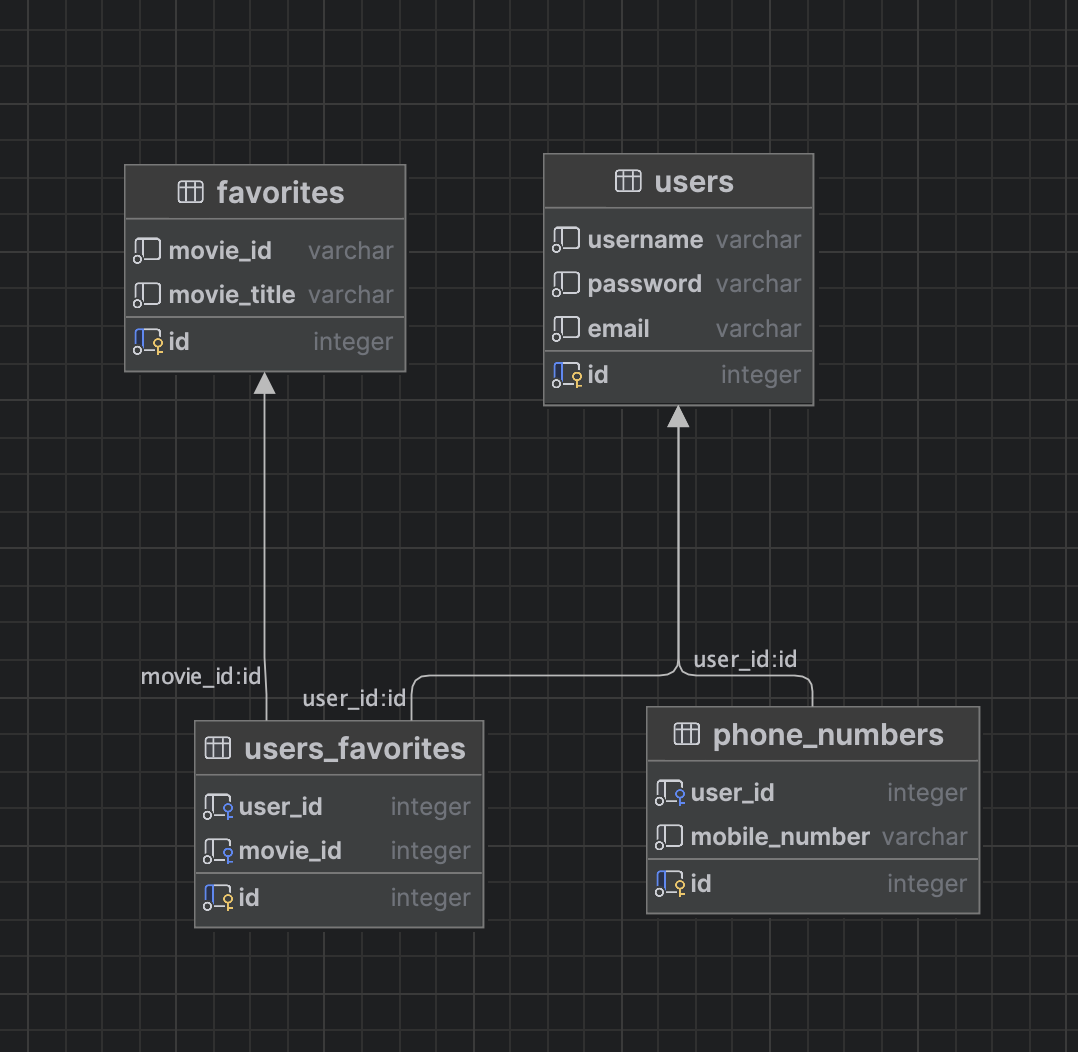 favorites
movie_id varchar
movie_title varchar
id integer
users
username varchar
password varchar
email varchar
id integer
movie_id:id
user_id:id
user_id:id
users_favorites
user_id integer
movie_id integer
id integer
phone_numbers
user_id integer
mobile_number varchar
id integer